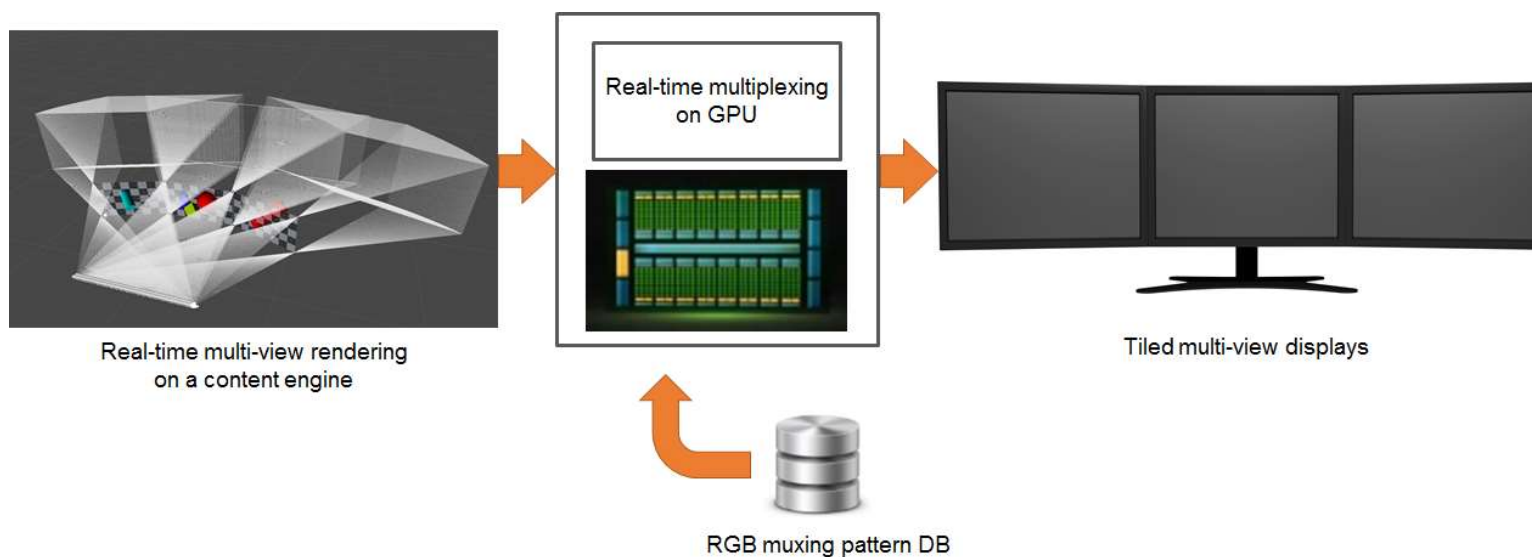 Real-time multiplexing
on GPU
Real-time multi-view rendering
on a content engine
Tiled multi-view displays
RGB muxing pattern DB